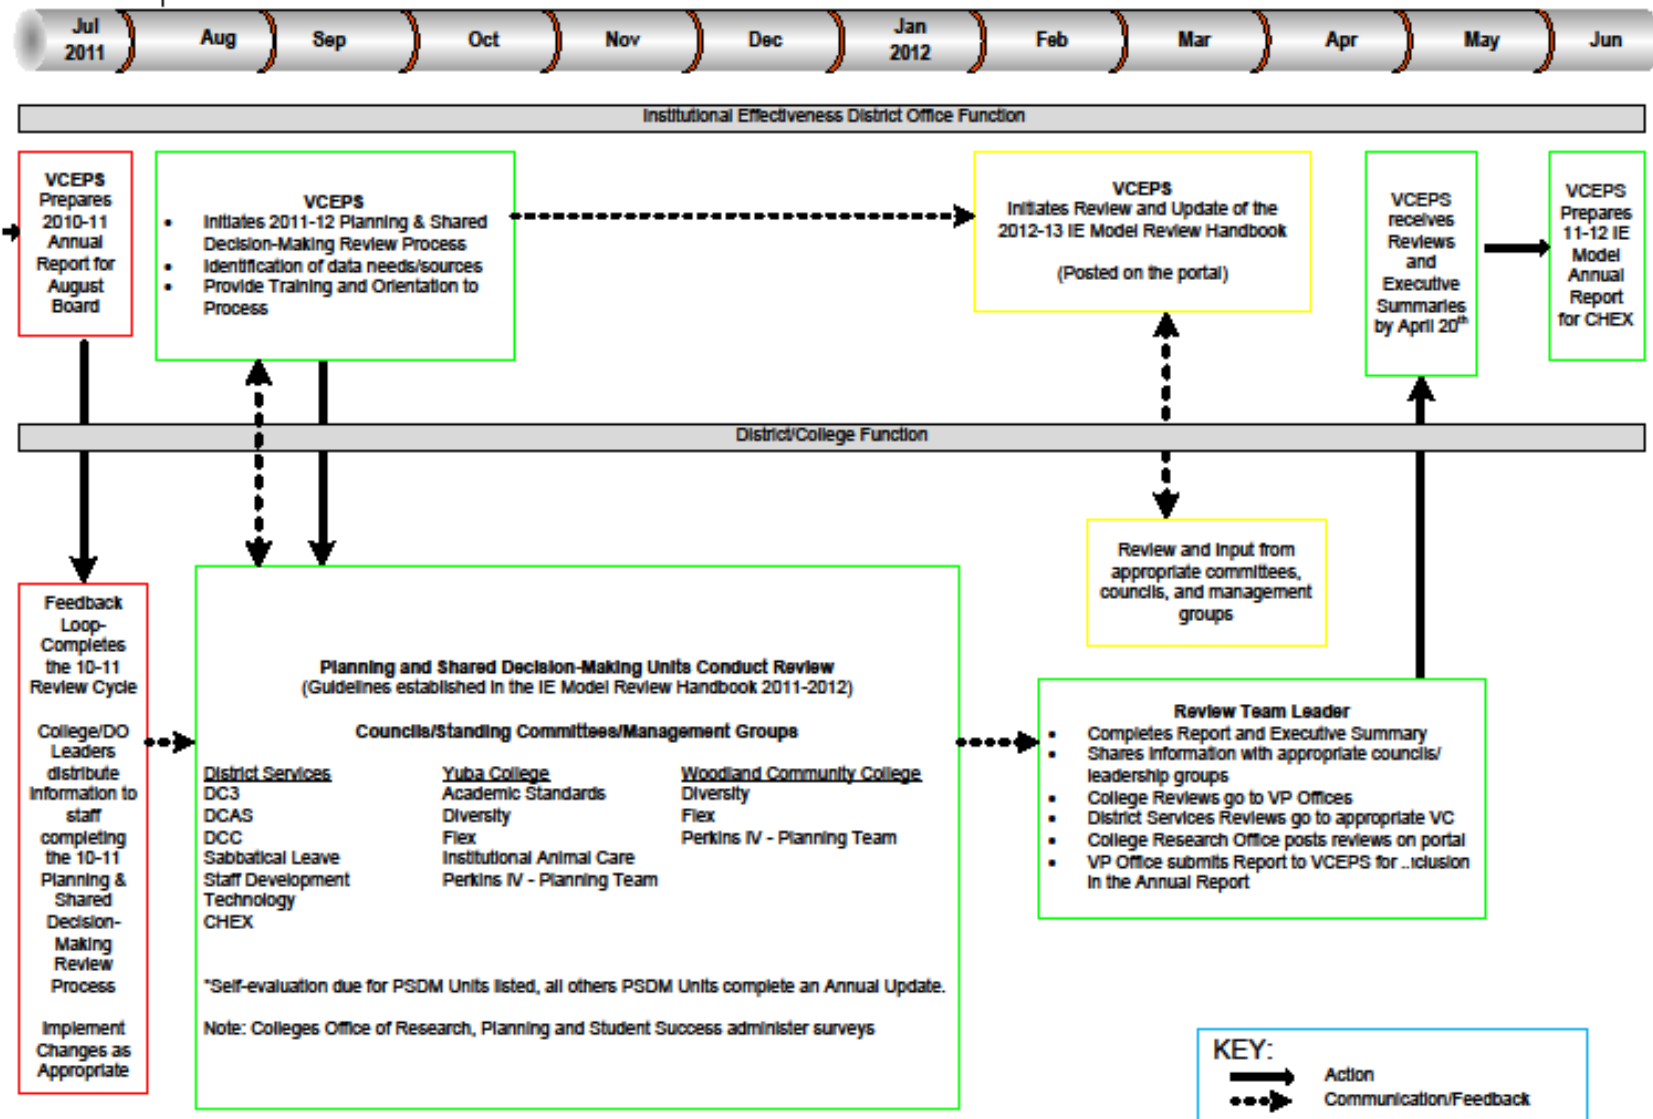 Jul
2011
Aug
Sep
Oct
Nov
Dec
Jan
2012
Feb
Mar
Apr
May
Jun
Institutional Effectiveness District Office Function
VCEPS
Prepares
2010-11
Annual
Report for
August
Board
VCEPS
• Initiates 2011-12 Planning & Shared
Decision-Making Review Process
• Identification of data needs/sources
• Provide Training and Orientation to
Process
VCEPS
Initiates Review and Update of the
2012-13 IE Model Review Handbook
(Posted on the portal)
VCEPS
receives
Reviews
and
Executive
Summaries
by April 20th
VCEPS
Prepares
11-12 IE
Model
Annual
Report
for CHEX
District/College Function
Feedback
Loop-
Completes
the 10-11
Review Cycle
College/DO
Leaders
distribute
information to
staff
completing
the 10-11
Planning &
Shared
Decision-
Making
Review
Process
Implement
Changes as
Appropriate
Planning and Shared Decision-Making Units Conduct Review
(Guidelines established in the IE Model Review Handbook 2011-2012)
Councils/Standing Committees/Management Groups
District Services
DC3
DCAS
DCC
Sabbatical Leave
Staff Development
Technology
CHEX
Yuba College
Academic Standards
Diversity
Flex
Institutional Animal Care
Perkins IV - Planning Team
Woodland Community College
Diversity
Flex
Perkins IV - Planning Team
*Self-evaluation due for PSDM Units listed, all others PSDM Units complete an Annual Update.
Note: Colleges Office of Research, Planning and Student Success administer surveys
Review and input from
appropriate committees,
councils, and management
groups
Review Team Leader
• Completes Report and Executive Summary
• Shares Information with appropriate councils/
leadership groups
• College Reviews go to VP Offices
• District Services Reviews go to appropriate VC
• College Research Office posts reviews on portal
• VP Office submits Report to VCEPS for
in the Annual Report
KEY:
Action
Communication/Feedback